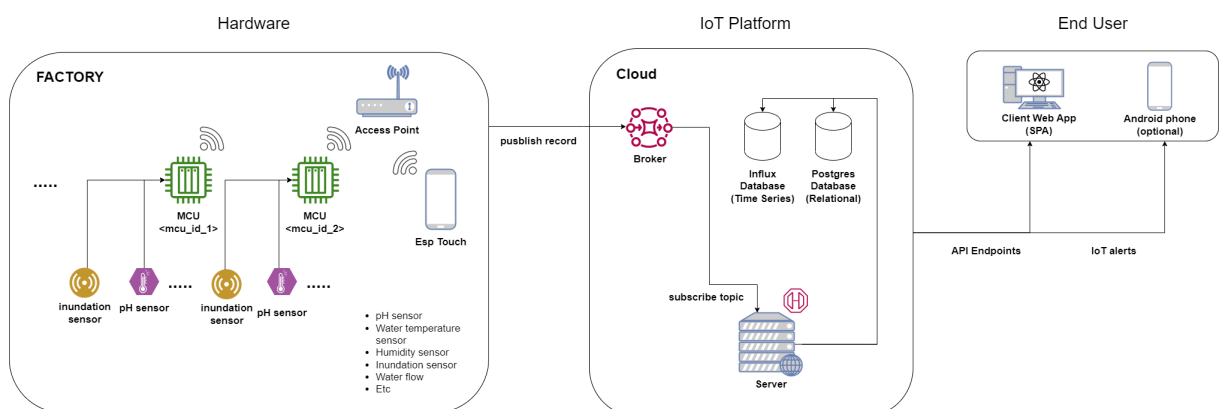 Hardware
IoT Platform
End User
FACTORY
Access Point
.....
MCU
<mcu_id_1>
MCU
<mcu_id_2>
Esp Touch
inundation
sensor
pH sensor
.....
inundation
sensor
pH sensor
.....
pH sensor
Water temperature
sensor
Humidity sensor
Inundation sensor
Water flow
Etc
pusblish record
Cloud
Broker
Influx
Database
(Time Series)
Postgres
Database
(Relational)
subscribe topic
Server
Client Web App
(SPA)
Android phone
(optional)
API Endpoints
IoT alerts